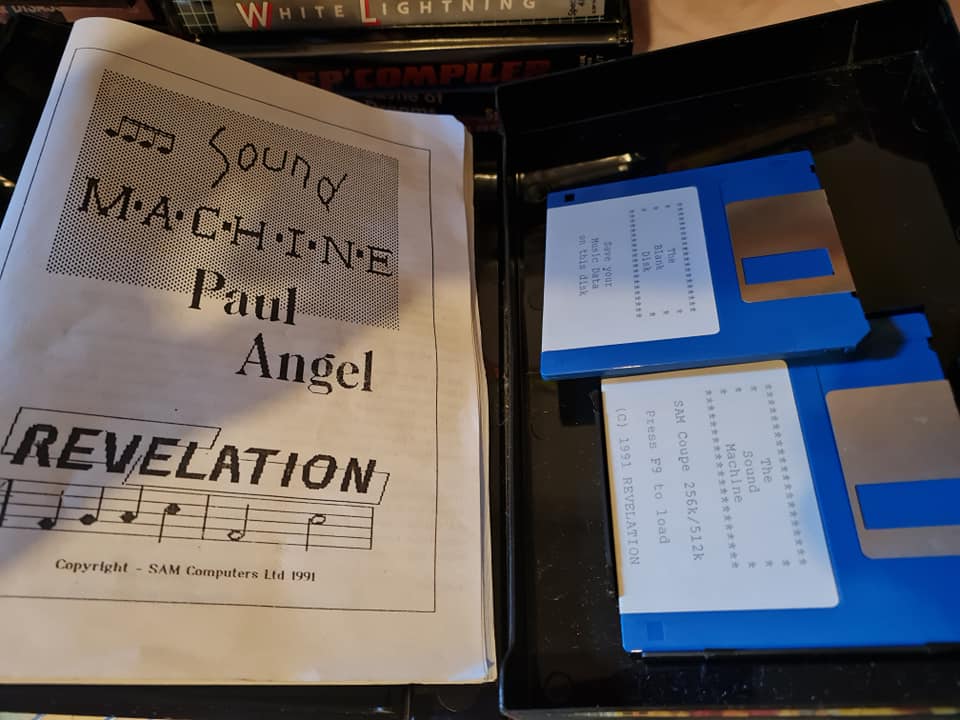 WHITE LIGHTNING
COMPILER
Sound
M·A·C·H·I·N·E
Paul
Angel
REVELATION
Copyright - SAM Computers Ltd 1991
*******************
* The *
* Blank *
* Disk *
*******************
Save your
Music Data
on this disk
*******************
* The *
* Sound *
* Machine *
*******************
SAM Coupe 256k/512k
Press F9 to load
(C) 1991 REVELATION